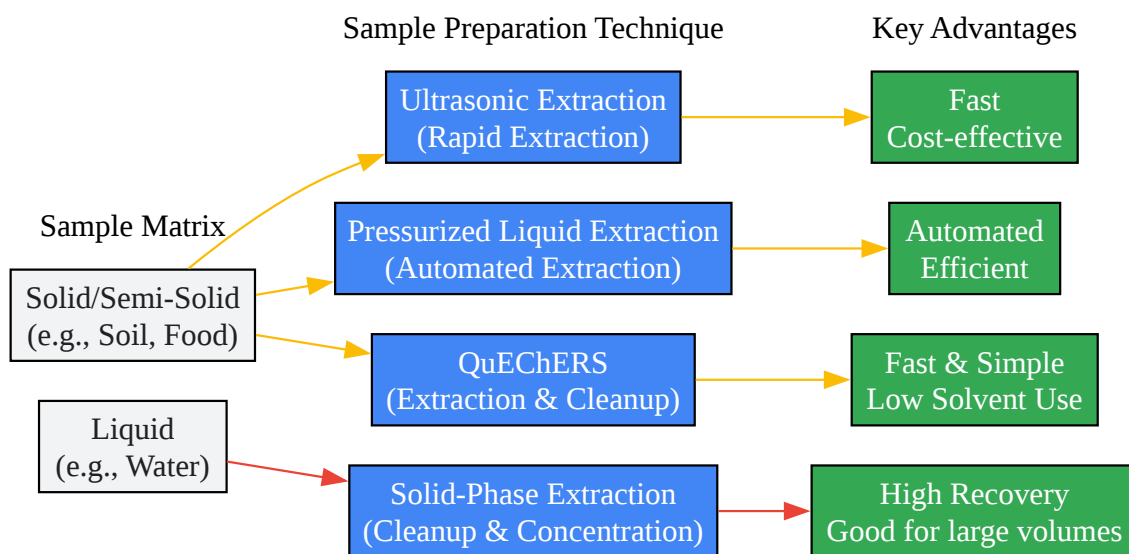 Sample Preparation Technique
Key Advantages
Ultrasonic Extraction
(Rapid Extraction)
Fast
Cost-effective
Sample Matrix
Pressurized Liquid Extraction
(Automated Extraction)
Automated
Efficient
Solid/Semi-Solid
(e.g., Soil, Food)
QuEChERS
(Extraction & Cleanup)
Fast & Simple
Low Solvent Use
Liquid
(e.g., Water)
Solid-Phase Extraction
(Cleanup & Concentration)
High Recovery
Good for large volumes